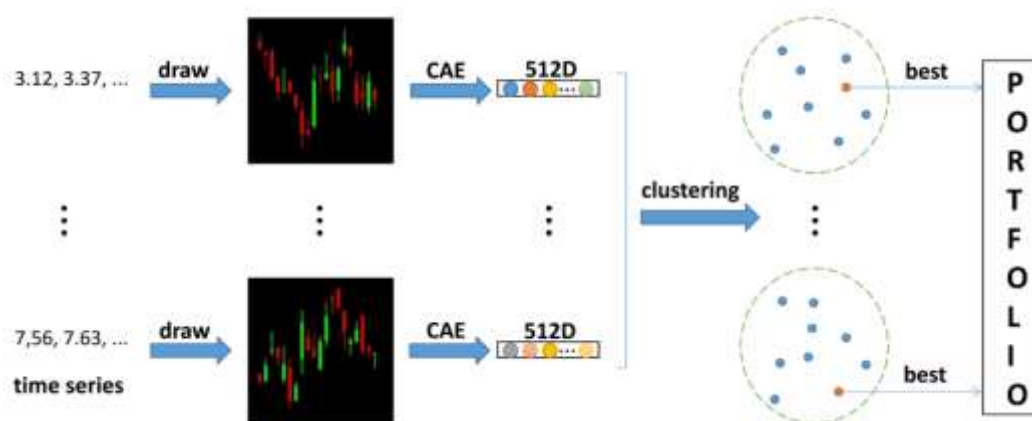 3.12, 3.37, ...
draw
CAE
512D
best
clustering
7,56, 7.63, ...
draw
CAE
512D
best
time series
PORTFOLIO